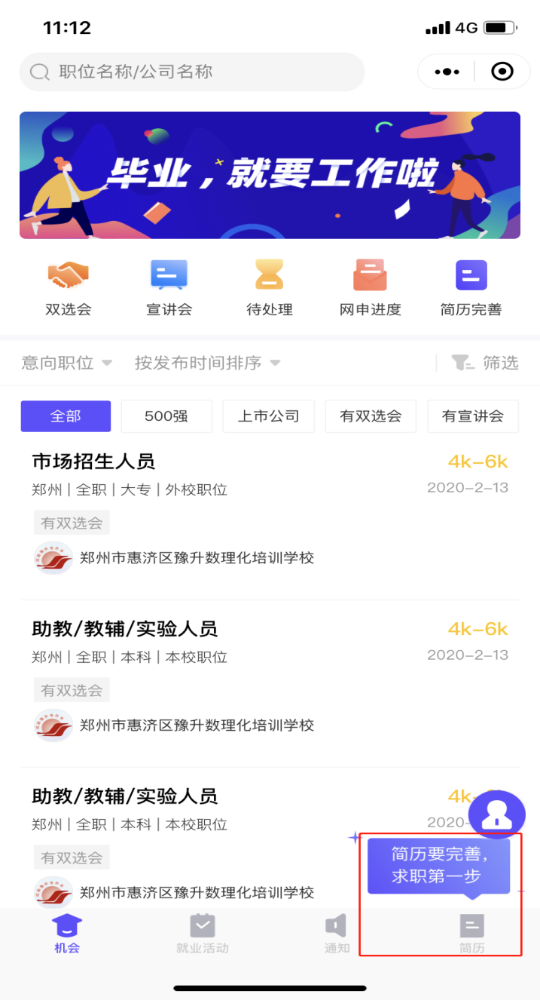 11:12
4G
职位名称/公司名称
毕业，就要工作啦
双选会
宣讲会
待处理
网申进度
简历完善
意向职位
按发布时间排序
筛选
全部
500强
上市公司
有双选会
有宣讲会
市场招生人员
4k-6k
郑州 | 全职 | 大专 | 外校职位
2020-2-13
有双选会
郑州市惠济区豫升数理化培训学校
助教/教辅/实验人员
4k-6k
郑州 | 全职 | 本科 | 本校职位
2020-2-13
有双选会
郑州市惠济区豫升数理化培训学校
助教/教辅/实验人员
4k-
郑州 | 全职 | 本科 | 本校职位
2020-
有双选会
郑州市惠济区豫升数理化培训学校
简历要完善，
求职第一步
机会
就业活动
通知
简历